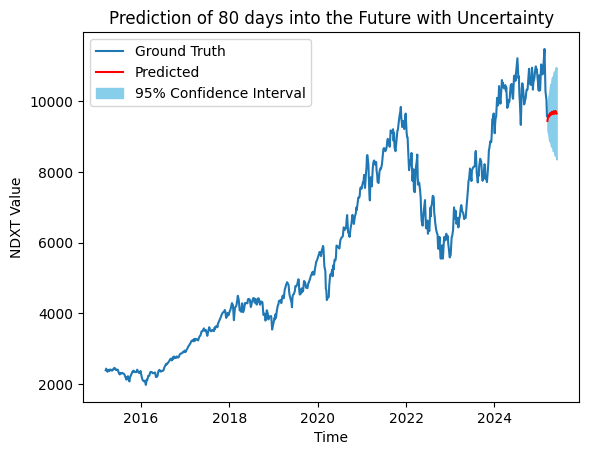 Prediction of 80 days into the Future with Uncertainty
Ground Truth
Predicted
95% Confidence Interval
10000
8000
6000
4000
2000
NDXT Value
2016
2018
2020
2022
2024
Time